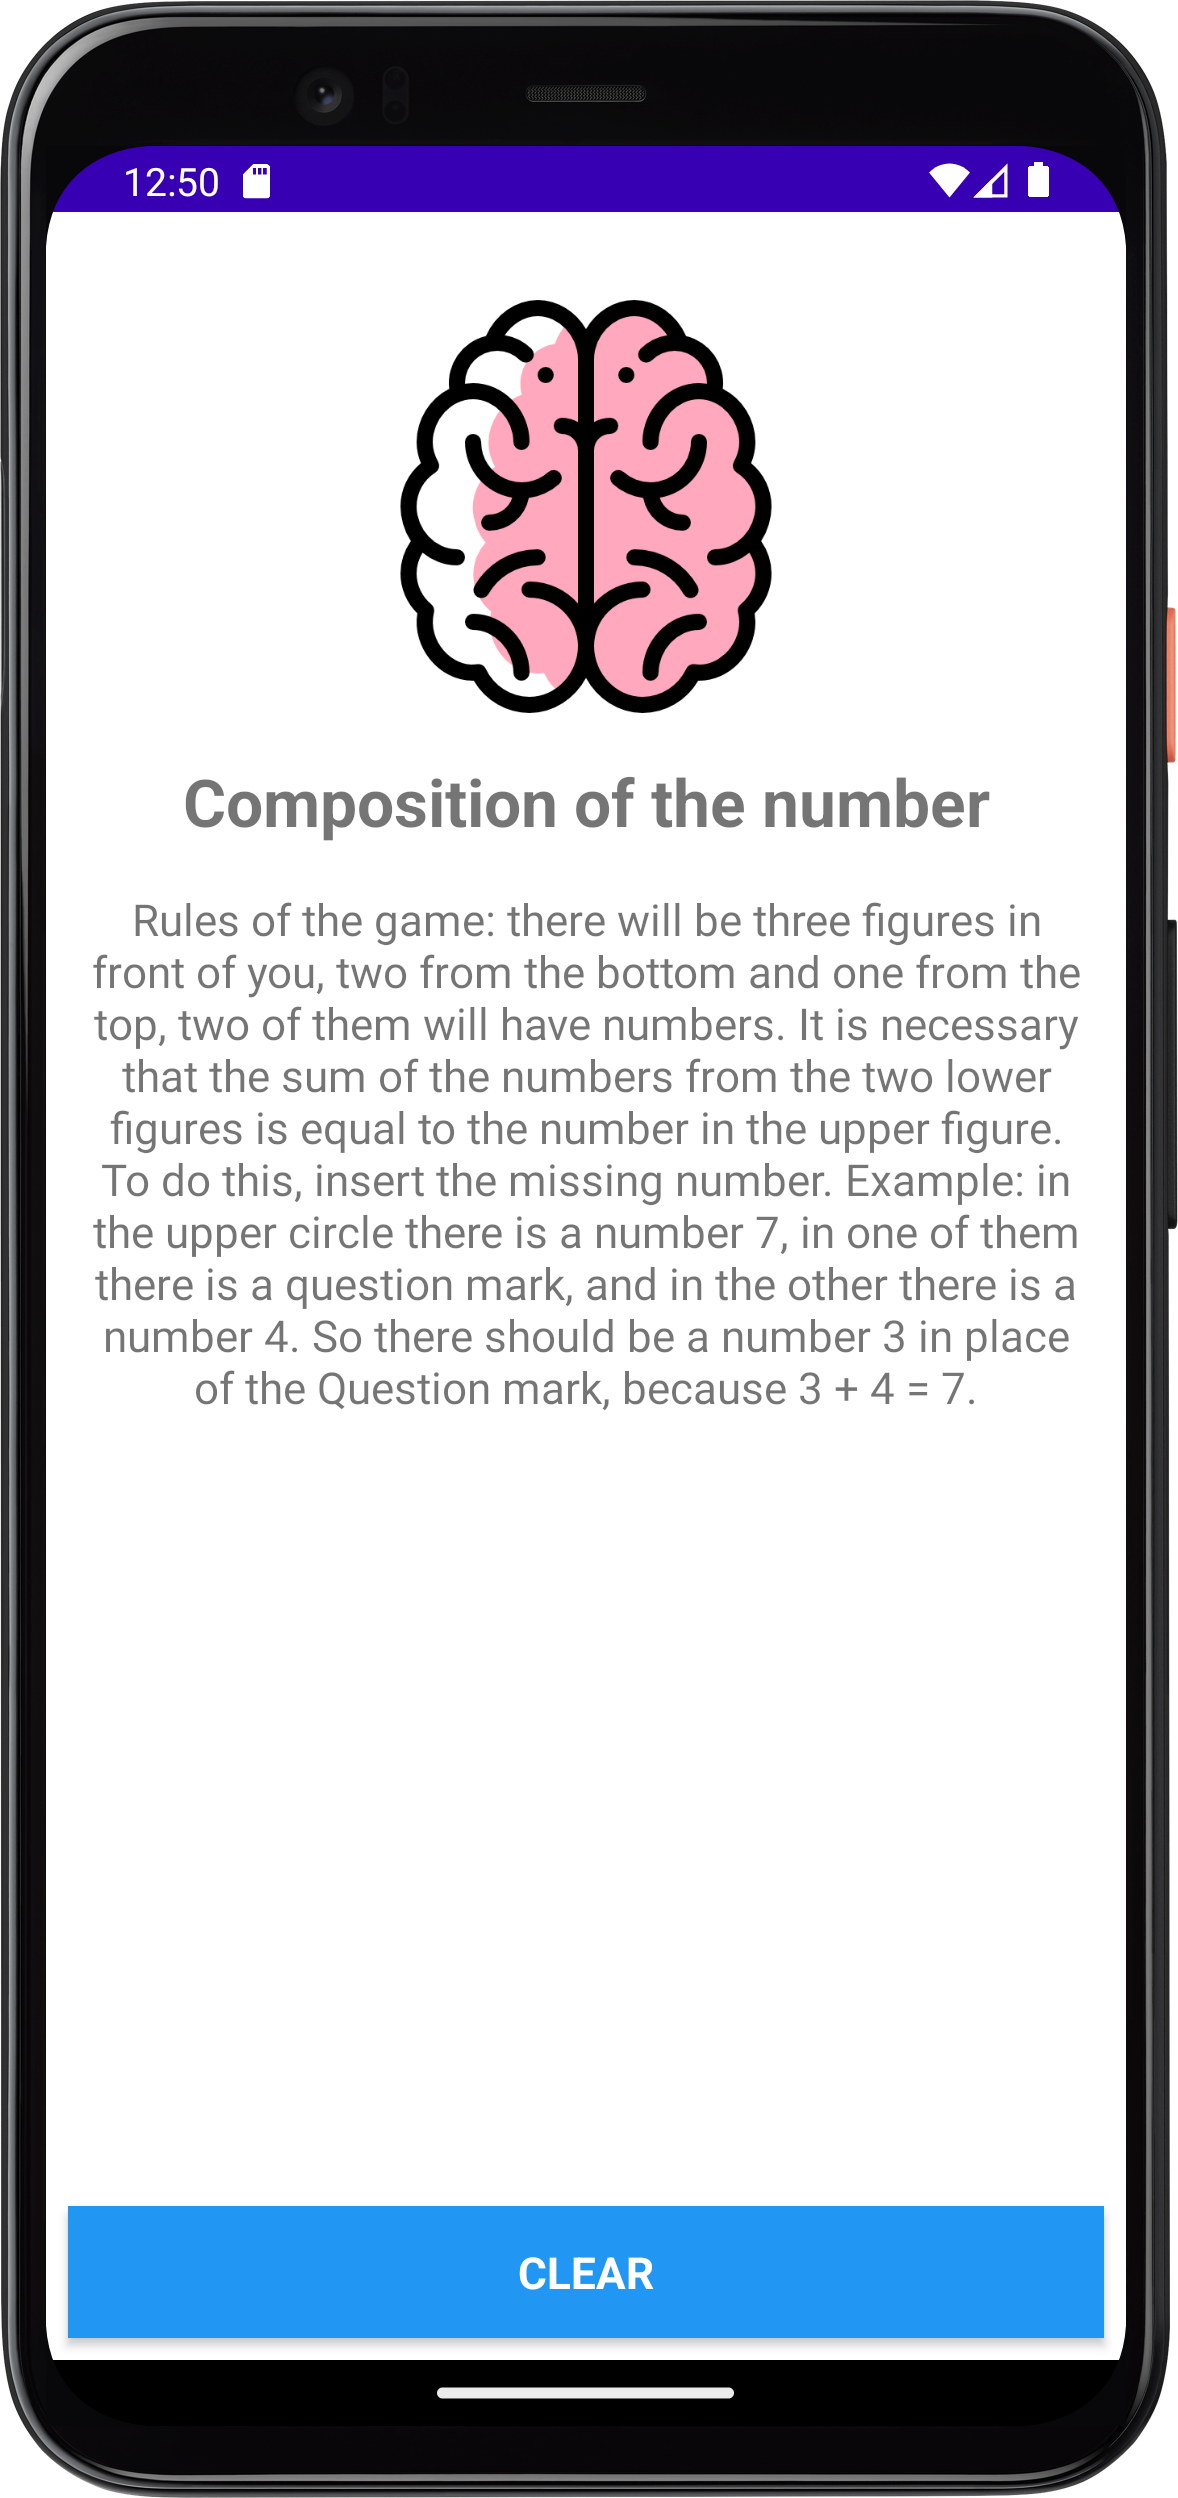 12:50
Composition of the number
Rules of the game: there will be three figures in
front of you, two from the bottom and one from the
top, two of them will have numbers. It is necessary
that the sum of the numbers from the two lower
figures is equal to the number in the upper figure.
To do this, insert the missing number. Example: in
the upper circle there is a number 7, in one of them
there is a question mark, and in the other there is a
number 4. So there should be a number 3 in place
of the Question mark, because 3 + 4 = 7.
CLEAR